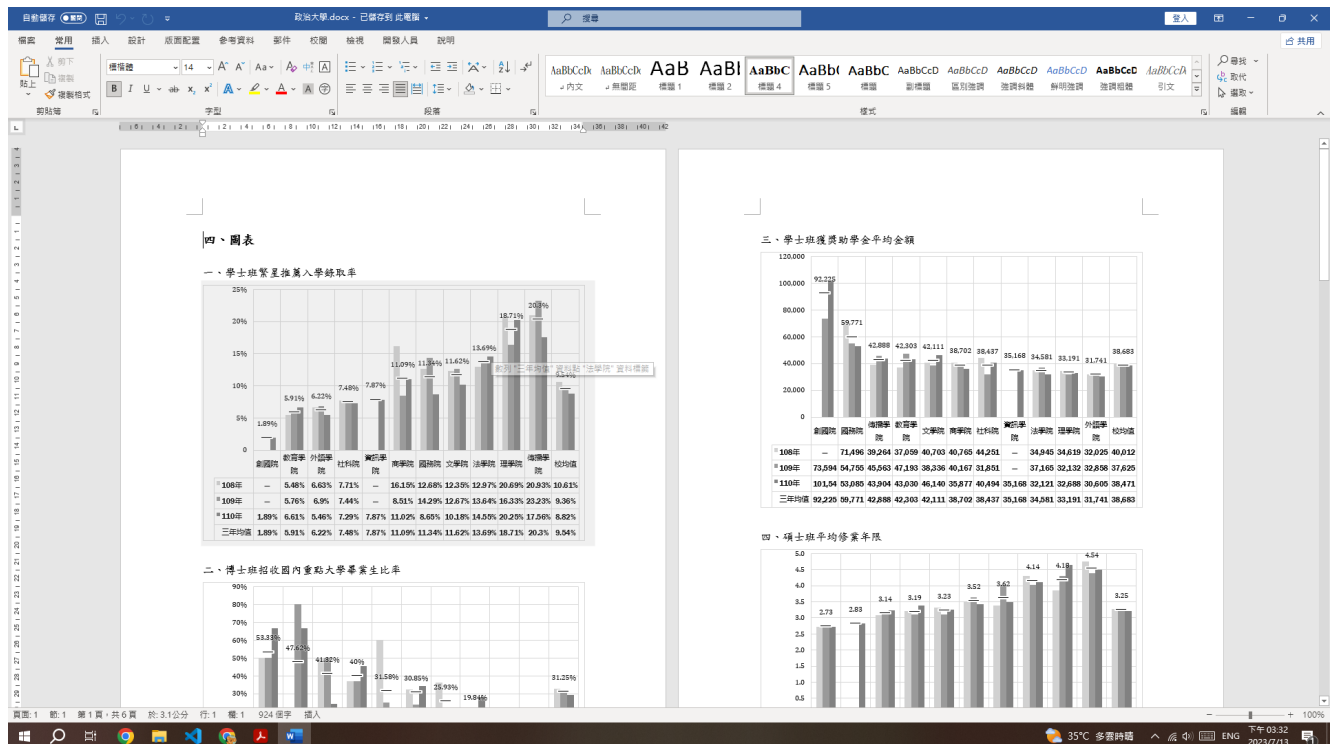 自動儲存 關閉 政治大學.docx - 已儲存到 此電腦 搜尋 登入
檔案 常用 插入 設計 版面配置 參考資料 郵件 校閱 檢視 開發人員 說明 共用
貼上 剪下 複製 複製格式 剪貼簿
標楷體 14 字型
段落
AaBbCcDc AaBbCcDc AaB AaBl AaBbC AaBb( AaBbC AaBbCcD AaBbCcD AaBbCcD AaBbCcD AaBbCcD AaBbCcD
內文 無間距 標題 1 標題 2 標題 4 標題 5 標題 副標題 區別強調 強調斜體 鮮明強調 強調粗體 引文
樣式
尋找 取代 選取 編輯
四、圖表
一、學士班繁星推薦入學錄取率
25%
20%
15%
10%
5%
0
1.89% 5.91% 6.22% 7.48% 7.87% 11.09% 11.34% 11.62% 13.69% 18.71% 20.3% 9.54%
數列 "三年均值" 資料點 "法學院" 資料標籤
創國院 教育學院 外語學院 社科院 資訊學院 商學院 國務院 文學院 法學院 理學院 傳播學院 校均值
108年 – 5.48% 6.63% 7.71% – 16.15% 12.68% 12.35% 12.97% 20.69% 20.93% 10.61%
109年 – 5.76% 6.9% 7.44% – 8.51% 14.29% 12.67% 13.64% 16.33% 23.23% 9.36%
110年 1.89% 6.61% 5.46% 7.29% 7.87% 11.02% 8.65% 10.18% 14.55% 20.25% 17.56% 8.82%
三年均值 1.89% 5.91% 6.22% 7.48% 7.87% 11.09% 11.34% 11.62% 13.69% 18.71% 20.3% 9.54%
二、博士班招收國內重點大學畢業生比率
90%
80%
70%
60%
50%
40%
30%
53.33% 47.62% 41.32% 40% 31.58% 30.85% 25.93% 19.84% 31.25%
三、學士班獲獎助學金平均金額
120.000
100.000
80.000
60.000
40.000
20.000
0
92.225 59.771 42.888 42.303 42.111 38.702 38.437 35.168 34.581 33.191 31.741 38.683
創國院 國務院 傳播學院 教育學院 文學院 商學院 社科院 資訊學院 法學院 理學院 外語學院 校均值
108年 – 71,496 39,264 37,059 40,703 40,765 44,251 – 34,945 34,619 32,025 40,012
109年 73,594 54,755 45,563 47,193 38,336 40,167 31,851 – 37,165 32,132 32,858 37,625
110年 101,54 53,085 43,904 43,030 46,140 35,877 40,494 35,168 32,121 32,688 30,605 38,471
三年均值 92,225 59,771 42,888 42,303 42,111 38,702 38,437 35,168 34,581 33,191 31,741 38,683
四、碩士班平均修業年限
5.0
4.5
4.0
3.5
3.0
2.5
2.0
1.5
1.0
0.5
2.73 2.83 3.14 3.19 3.23 3.52 3.62 4.14 4.18 4.54 3.25
頁面: 1 節: 1 第 1 頁，共 6 頁 於: 3.1公分 行: 1 欄: 1 924 個字 插入 100%
35°C 多雲時晴 ENG 下午 03:32
2023/7/13